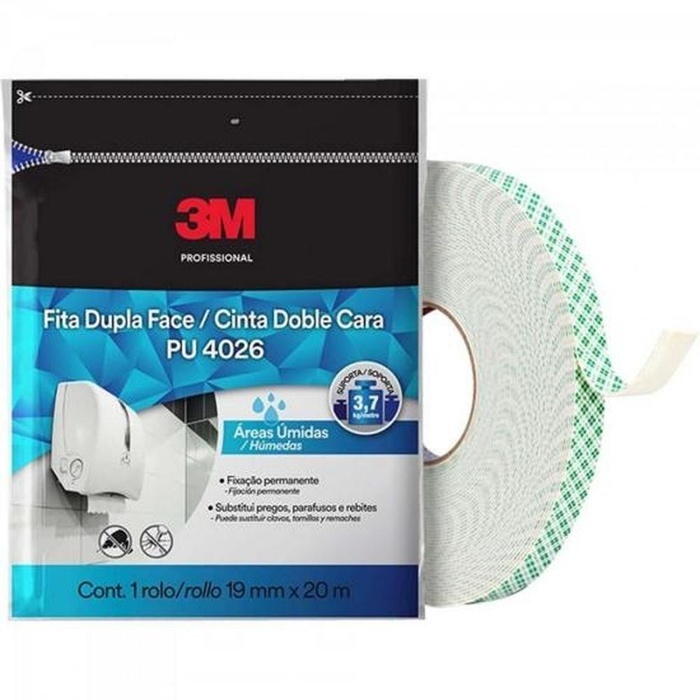 3M
PROFISSIONAL
Fita Dupla Face / Cinta Doble Cara
PU 4026
SUPORTA/SOPORTA
3,7
kg/metro
Áreas Úmidas
/ Húmedas
• Fixação permanente
- Fijación permanente
• Substitui pregos, parafusos e rebites
- Puede sustituir clavos, tornillos y remaches
Cont. 1 rolo/rollo 19 mm x 20 m